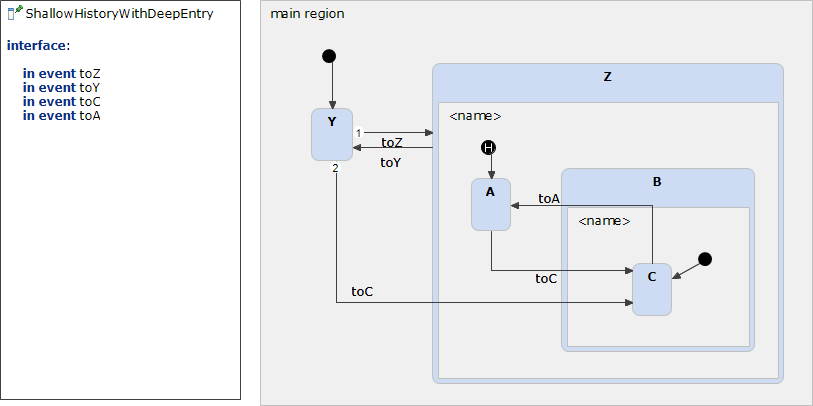 ShallowHistoryWithDeepEntry
interface:
in event toZ
in event toY
in event toC
in event toA
main region
Z
<name>
Y
1
toZ
toY
2
H
A
B
toA
<name>
C
toC
toC